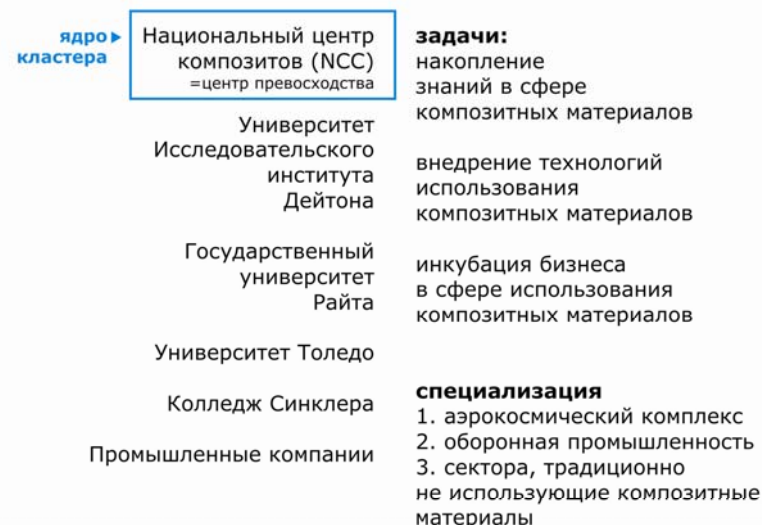 ядро
кластера
Национальный центр
композитов (NCC)
=центр превосходства
Университет
Исследовательского
института
Дейтона
Государственный
университет
Райта
Университет Толедо
Колледж Синклера
Промышленные компании
задачи:
накопление
знаний в сфере
композитных материалов
внедрение технологий
использования
композитных материалов
инкубация бизнеса
в сфере использования
композитных материалов
специализация
1. аэрокосмический комплекс
2. оборонная промышленность
3. сектора, традиционно
не использующие композитные
материалы